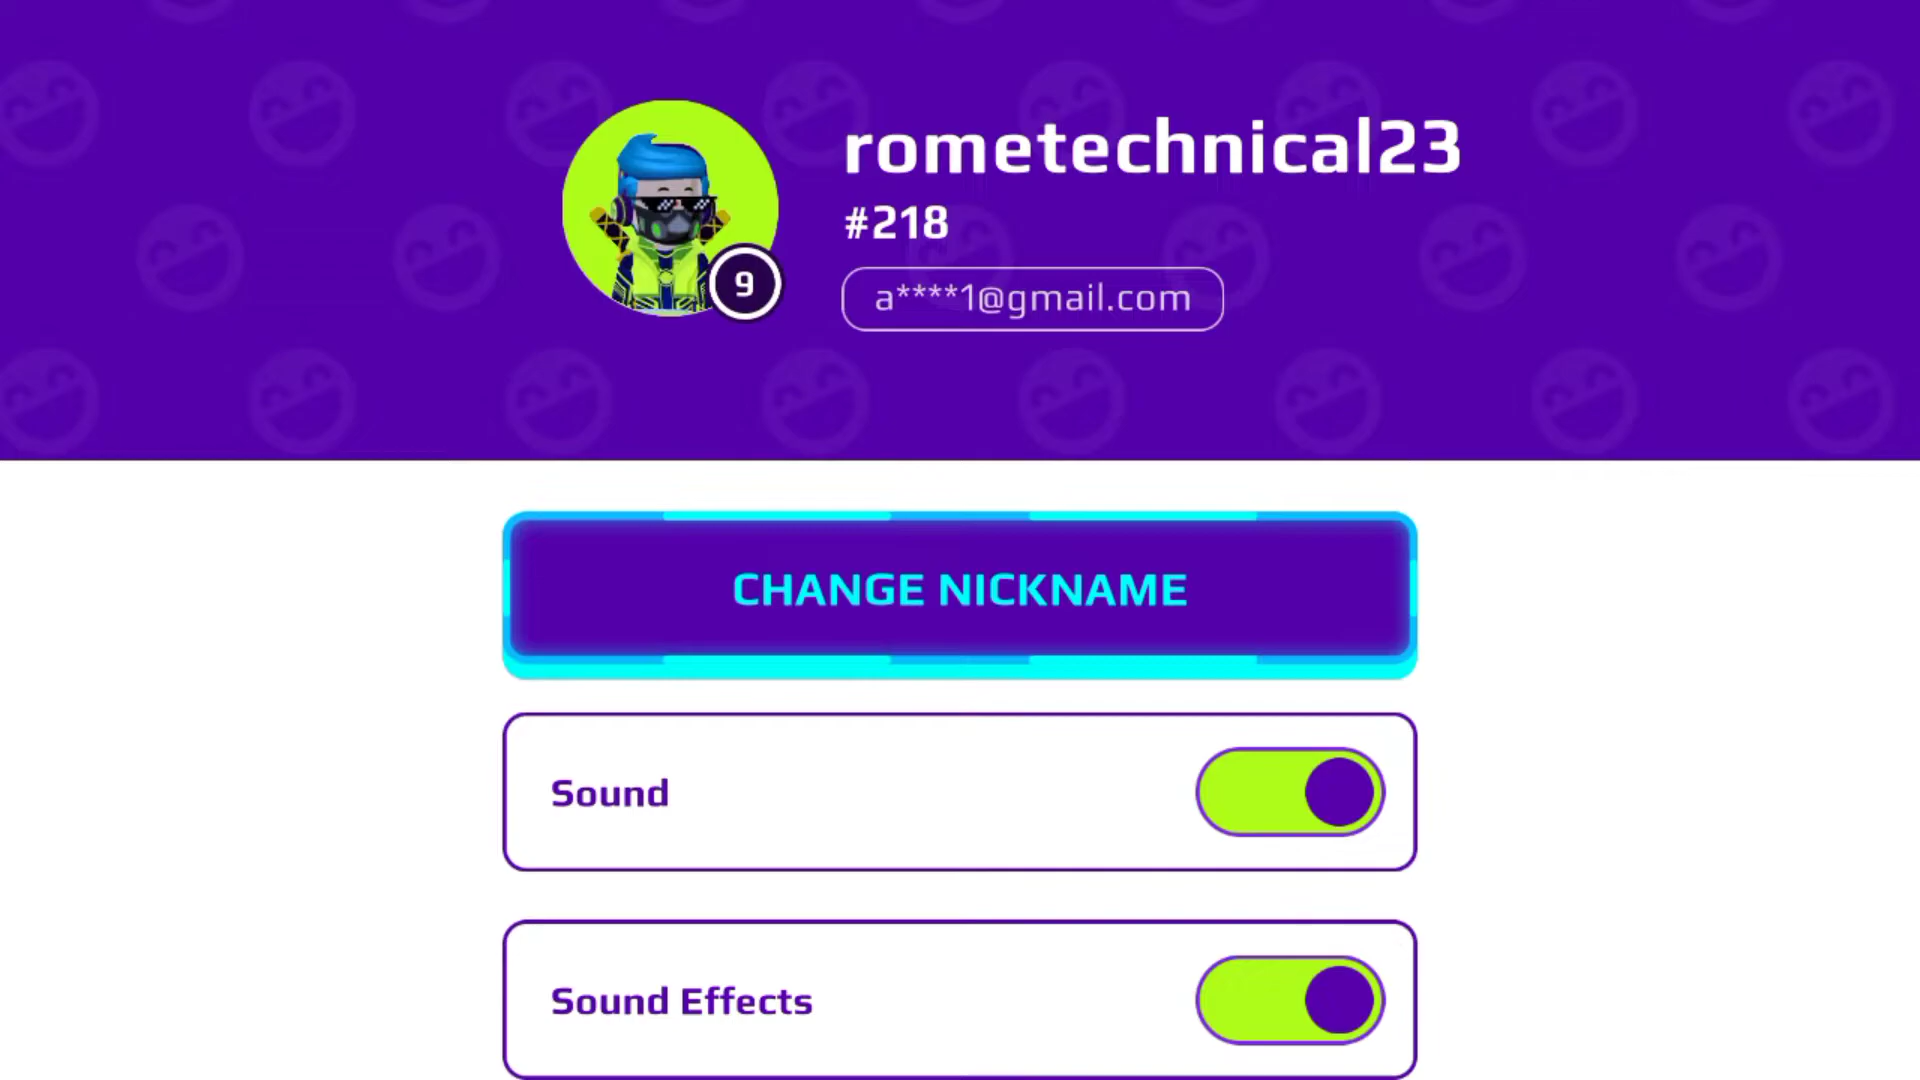 rometechnical23
#218
9
a****1@gmail.com
CHANGE NICKNAME
Sound
Sound Effects